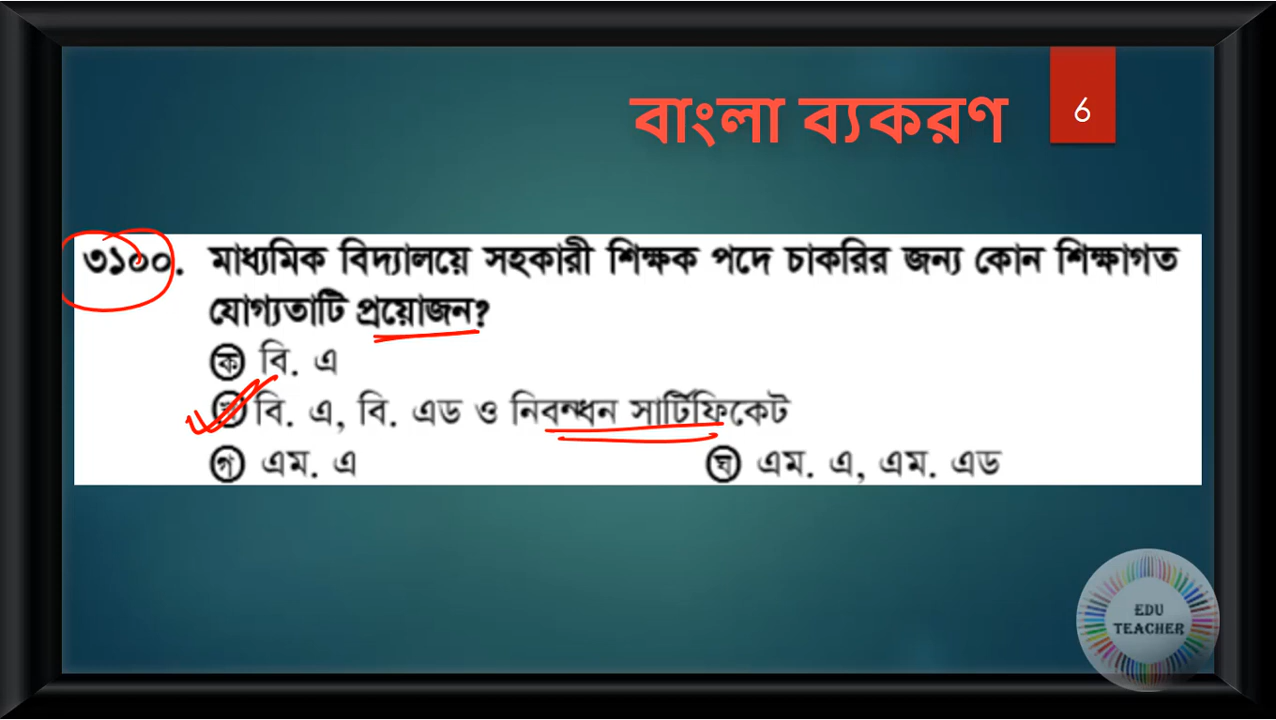 বাংলা ব্যকরণ
6
৩১০০. মাধ্যমিক বিদ্যালয়ে সহকারী শিক্ষক পদে চাকরির জন্য কোন শিক্ষাগত
যোগ্যতাটি প্রয়োজন?
ক বি. এ
খ বি. এ, বি. এড ও নিবন্ধন সার্টিফিকেট
গ এম. এ ঘ এম. এ, এম. এড
EDU
TEACHER